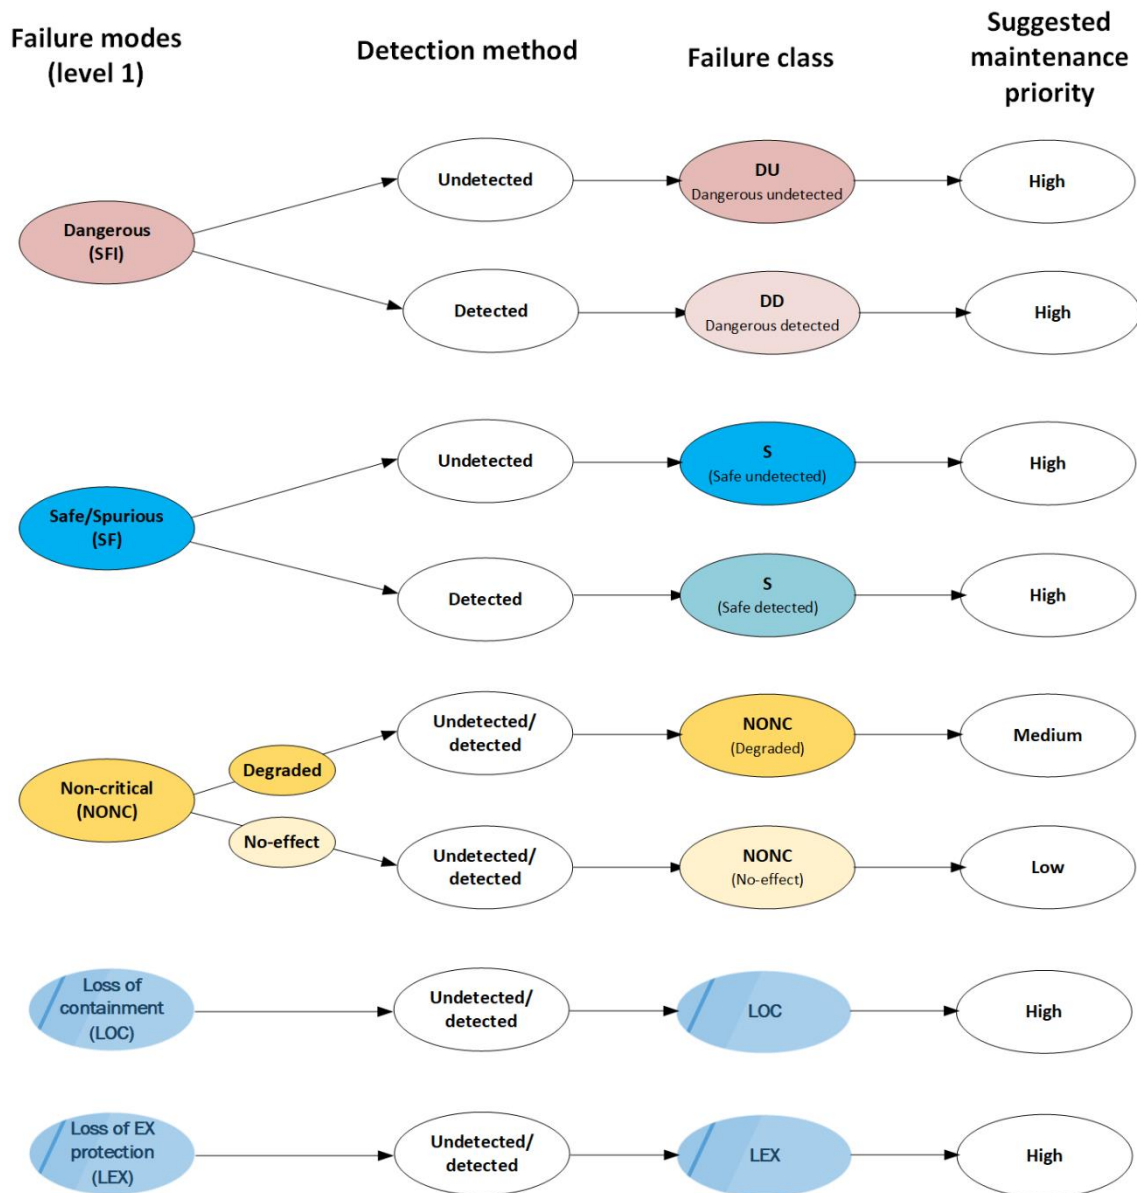 Failure modes
(level 1)
Detection method
Failure class
Suggested
maintenance
priority
Dangerous
(SFI)
Undetected
DU
Dangerous undetected
High
Detected
DD
Dangerous detected
High
Safe/Spurious
(SF)
Undetected
S
(Safe undetected)
High
Detected
S
(Safe detected)
High
Non-critical
(NONC)
Degraded
Undetected/
detected
NONC
(Degraded)
Medium
No-effect
Undetected/
detected
NONC
(No-effect)
Low
Loss of
containment
(LOC)
Undetected/
detected
LOC
High
Loss of EX
protection
(LEX)
Undetected/
detected
LEX
High